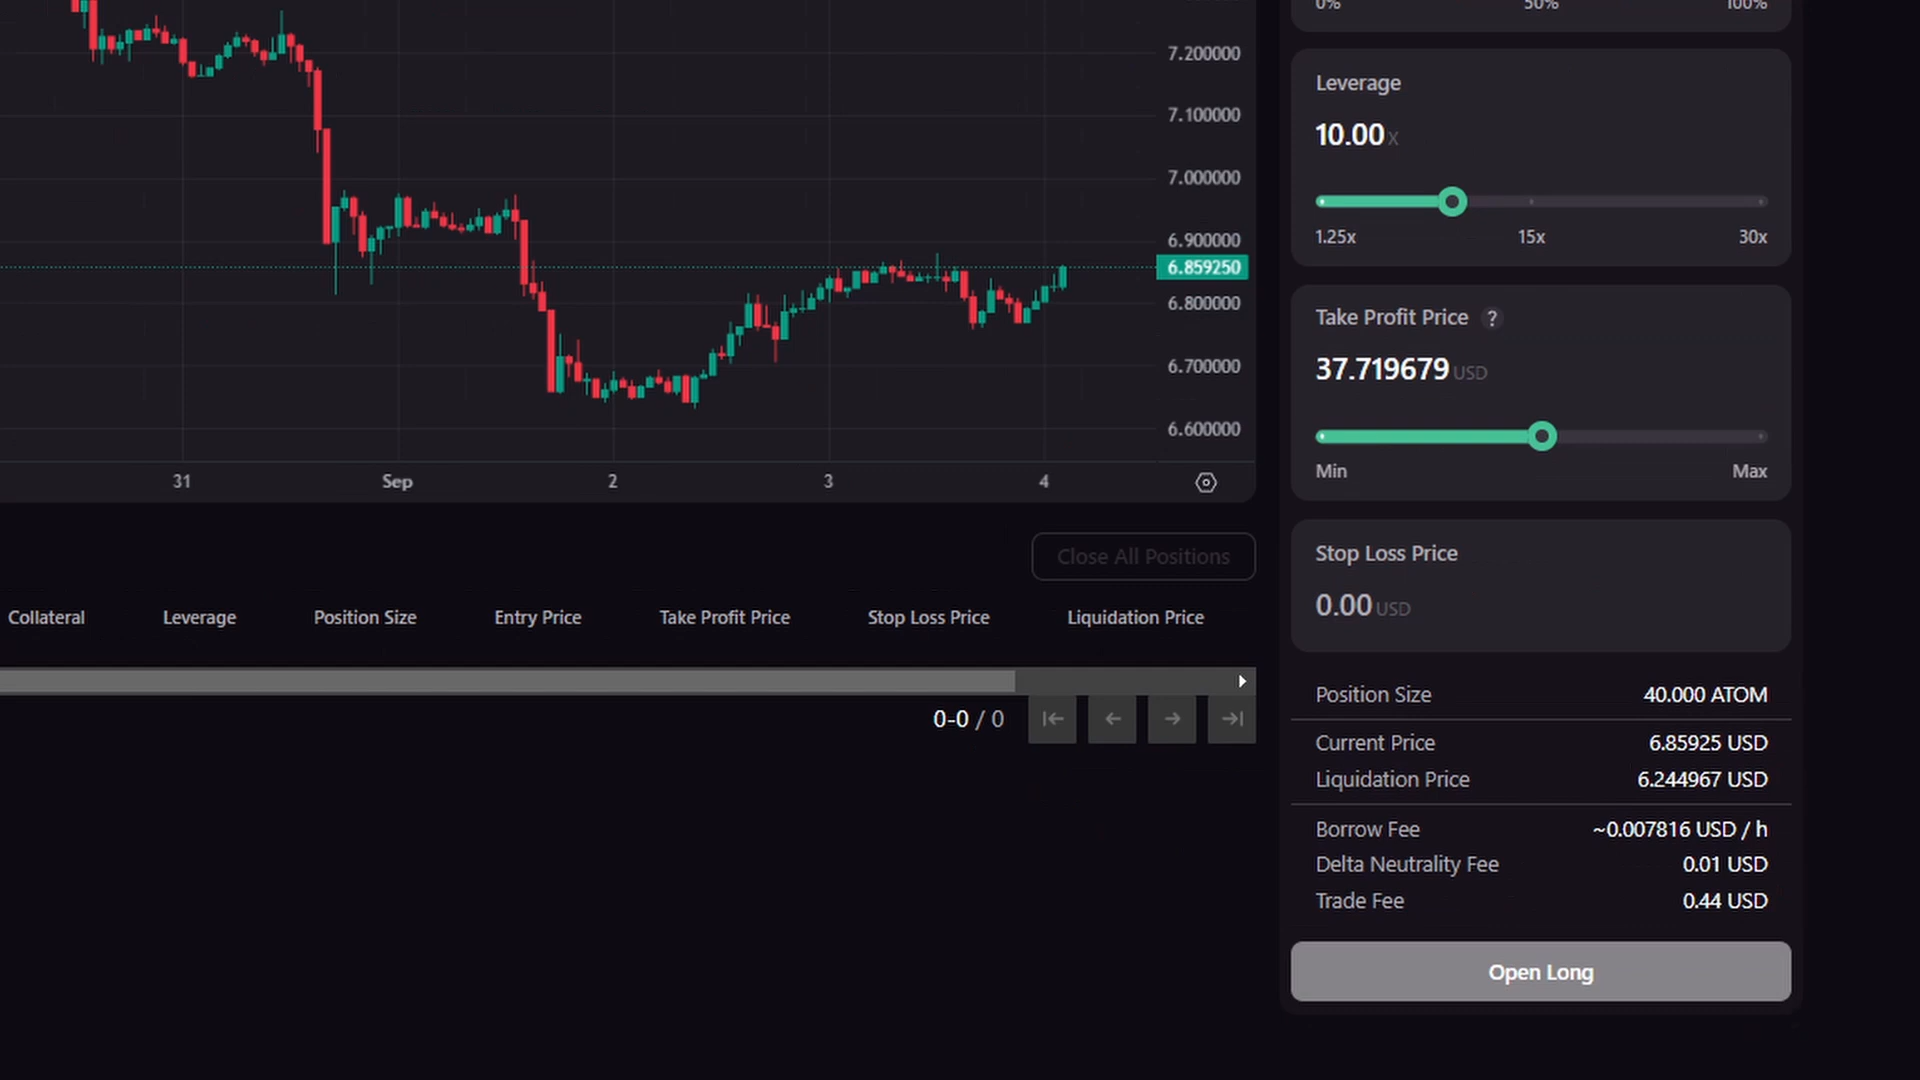 0% 50% 100%
7.200000
7.100000
7.000000
6.900000
6.859250
6.800000
6.700000
6.600000
31 Sep 2 3 4
Close All Positions
Collateral Leverage Position Size Entry Price Take Profit Price Stop Loss Price Liquidation Price
0-0 / 0
Leverage
10.00 X
1.25x 15x 30x
Take Profit Price ?
37.719679 USD
Min Max
Stop Loss Price
0.00 USD
Position Size 40.000 ATOM
Current Price 6.85925 USD
Liquidation Price 6.244967 USD
Borrow Fee ~0.007816 USD / h
Delta Neutrality Fee 0.01 USD
Trade Fee 0.44 USD
Open Long